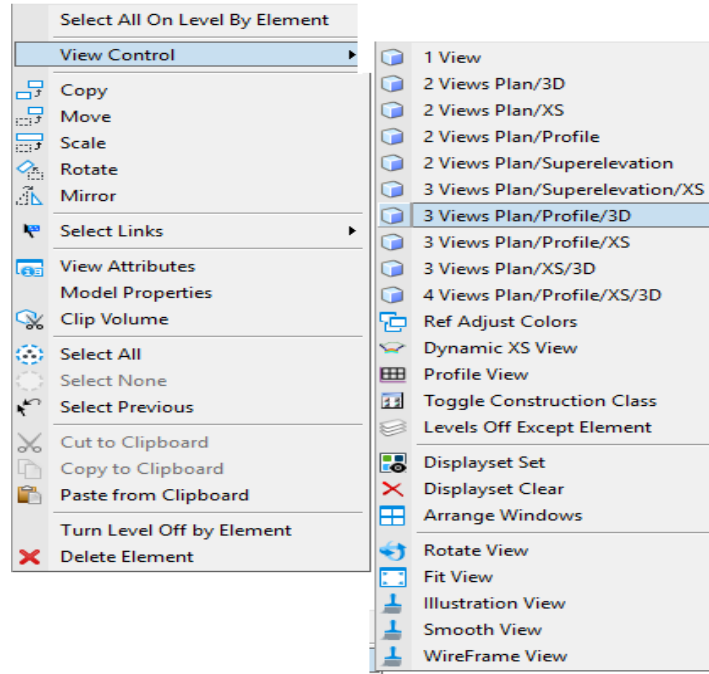 Select All On Level By Element
View Control
Copy
Move
Scale
Rotate
Mirror
Select Links
View Attributes
Model Properties
Clip Volume
Select All
Select None
Select Previous
Cut to Clipboard
Copy to Clipboard
Paste from Clipboard
Turn Level Off by Element
Delete Element
1 View
2 Views Plan/3D
2 Views Plan/XS
2 Views Plan/Profile
2 Views Plan/Superelevation
3 Views Plan/Superelevation/XS
3 Views Plan/Profile/3D
3 Views Plan/Profile/XS
3 Views Plan/XS/3D
4 Views Plan/Profile/XS/3D
Ref Adjust Colors
Dynamic XS View
Profile View
Toggle Construction Class
Levels Off Except Element
Displayset Set
Displayset Clear
Arrange Windows
Rotate View
Fit View
Illustration View
Smooth View
WireFrame View